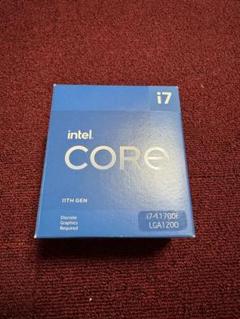 i7
intel.
CORE
11TH GEN
Discrete
Graphics
Required
i7-11700F
LGA1200